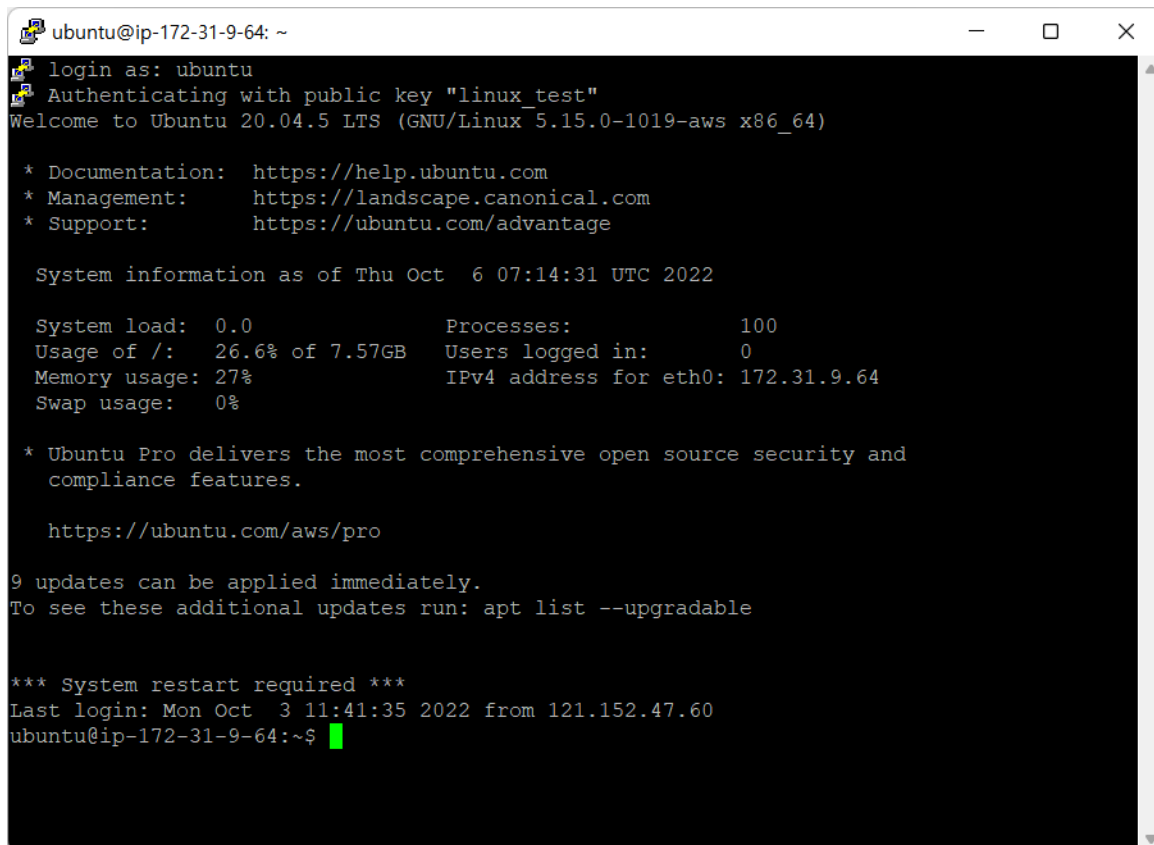 ubuntu@ip-172-31-9-64: ~
login as: ubuntu
Authenticating with public key "linux_test"
Welcome to Ubuntu 20.04.5 LTS (GNU/Linux 5.15.0-1019-aws x86_64)
* Documentation:  https://help.ubuntu.com
* Management:     https://landscape.canonical.com
* Support:        https://ubuntu.com/advantage
System information as of Thu Oct  6 07:14:31 UTC 2022
System load:  0.0                Processes:             100
Usage of /:   26.6% of 7.57GB   Users logged in:       0
Memory usage: 27%                IPv4 address for eth0: 172.31.9.64
Swap usage:   0%
* Ubuntu Pro delivers the most comprehensive open source security and
compliance features.
https://ubuntu.com/aws/pro
9 updates can be applied immediately.
To see these additional updates run: apt list --upgradable
*** System restart required ***
Last login: Mon Oct  3 11:41:35 2022 from 121.152.47.60
ubuntu@ip-172-31-9-64:~$